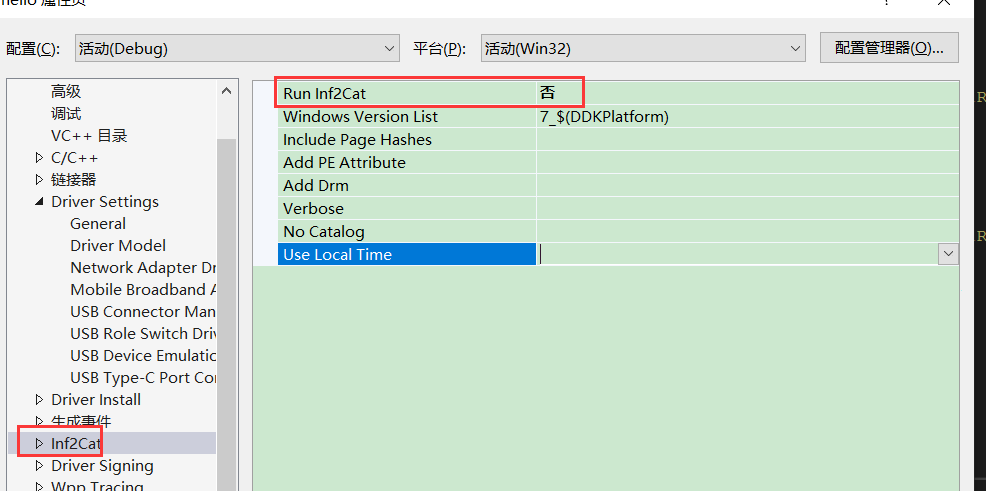 hello 属性页
配置(C):
活动(Debug)
平台(P):
活动(Win32)
配置管理器(O)...
高级
调试
VC++ 目录
C/C++
链接器
Driver Settings
General
Driver Model
Network Adapter Dr
Mobile Broadband A
USB Connector Man
USB Role Switch Driv
USB Device Emulatic
USB Type-C Port Cor
Driver Install
生成事件
Inf2Cat
Driver Signing
Wpp Tracing
Run Inf2Cat 否
Windows Version List 7_$(DDKPlatform)
Include Page Hashes
Add PE Attribute
Add Drm
Verbose
No Catalog
Use Local Time
R
R